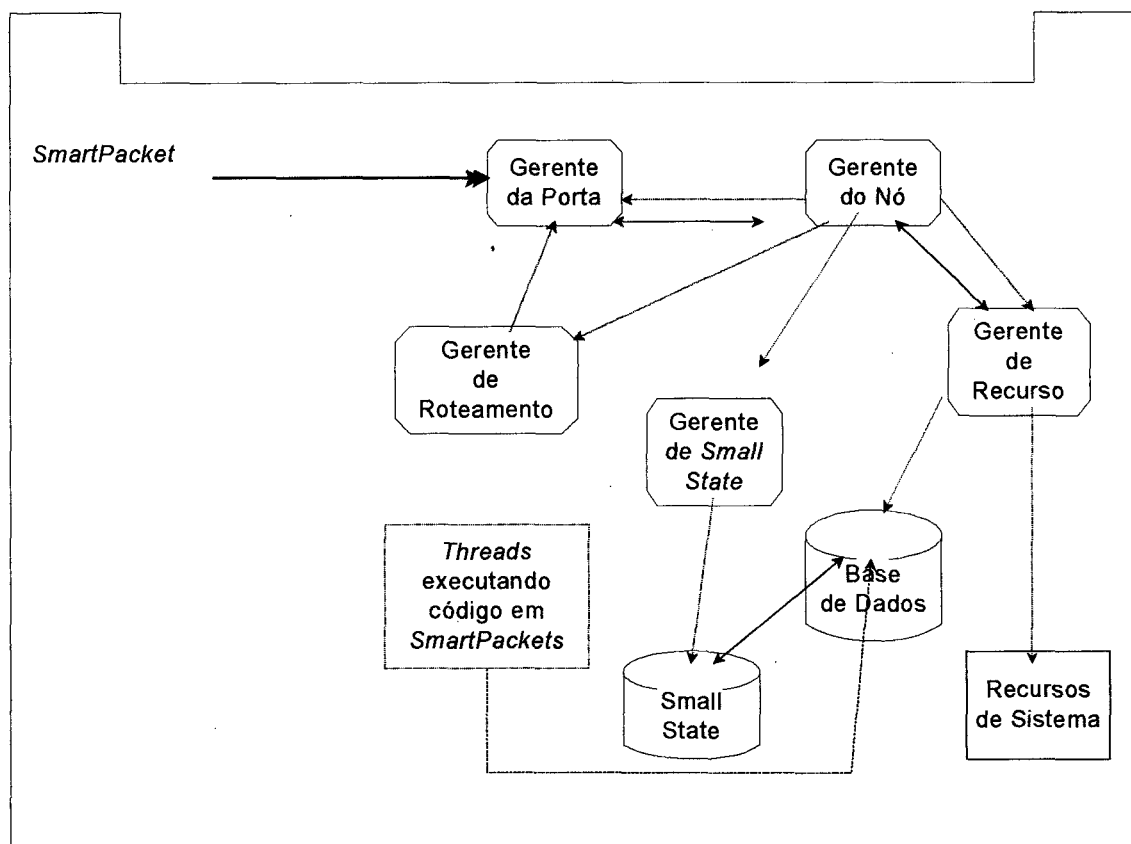 SmartPacket
Gerente
da Porta
Gerente
do Nó
Gerente
de
Roteamento
Gerente
de
Recurso
Gerente
de Small
State
Threads
executando
código em
SmartPackets
Base
de Dados
Small
State
Recursos
de Sistema